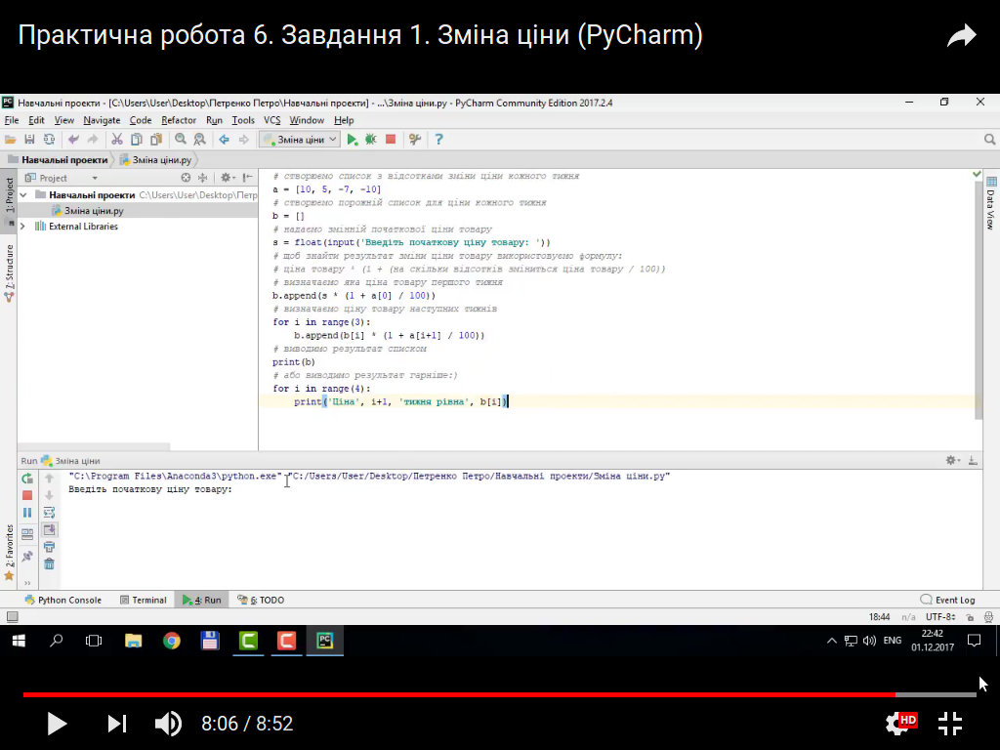 Практична робота 6. Завдання 1. Зміна ціни (PyCharm)
Навчальні проекти - [C:\Users\User\Desktop\Петренко Петро\Навчальні проекти] - ...\Зміна ціни.py - PyCharm Community Edition 2017.2.4
File Edit View Navigate Code Refactor Run Tools VCS Window Help
Зміна ціни
Навчальні проекти Зміна ціни.py
1: Project
Project
Навчальні проекти C:\Users\User\Desktop\Петр
Зміна ціни.py
External Libraries
7: Structure
2: Favorites
Data View
# створюємо список з відсотками зміни ціни кожного тижня
a = [10, 5, -7, -10]
# створюємо порожній список для ціни кожного тижня
b = []
# надаємо змінній початкової ціни товару
s = float(input('Введіть початкову ціну товару: '))
# щоб знайти результат зміни ціни товару використовуємо формулу:
# ціна товару * (1 + (на скільки відсотків зміниться ціна товару / 100))
# визначаємо яка ціна товару першого тижня
b.append(s * (1 + a[0] / 100))
# визначаємо ціну товару наступних тижнів
for i in range(3):
b.append(b[i] * (1 + a[i+1] / 100))
# виводимо результат списком
print(b)
# або виводимо результат гарніше:)
for i in range(4):
print('Ціна', i+1, 'тижня рівна', b[i])
Run Зміна ціни
"C:\Program Files\Anaconda3\python.exe" "C:/Users/User/Desktop/Петренко Петро/Навчальні проекти/Зміна ціни.py"
Введіть початкову ціну товару:
Python Console Terminal 4: Run 6: TODO Event Log
18:44 n/a UTF-8
ENG 22:42
01.12.2017
8:06 / 8:52 HD